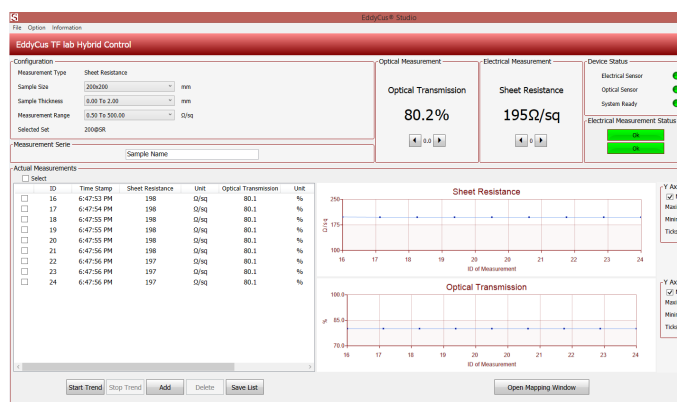 S
EddyCus® Studio
File Option Information
EddyCus TF lab Hybrid Control
Configuration
Measurement Type Sheet Resistance
Sample Size 200x200 mm
Sample Thickness 0.00 To 2.00 mm
Measurement Range 0.50 To 500.00 Ω/sq
Selected Set 200@SR
Optical Measurement
Optical Transmission
80.2%
0.0
Electrical Measurement
Sheet Resistance
195Ω/sq
0
Device Status
Electrical Sensor
Optical Sensor
System Ready
Electrical Measurement Status
Ok
Ok
Measurement Serie
Sample Name
Actual Measurements
Select
ID Time Stamp Sheet Resistance Unit Optical Transmission Unit
16 6:47:53 PM 198 Ω/sq 80.1 %
17 6:47:54 PM 198 Ω/sq 80.1 %
18 6:47:55 PM 198 Ω/sq 80.1 %
19 6:47:55 PM 198 Ω/sq 80.1 %
20 6:47:55 PM 198 Ω/sq 80.1 %
21 6:47:56 PM 198 Ω/sq 80.1 %
22 6:47:56 PM 197 Ω/sq 80.1 %
23 6:47:56 PM 197 Ω/sq 80.1 %
24 6:47:56 PM 197 Ω/sq 80.1 %
Sheet Resistance
Ω/sq
250
175
100
16 17 18 19 20 21 22 23 24
ID of Measurement
Y Ax
Maxi
Minir
Ticks
Optical Transmission
%
100.0
85.0
70.0
16 17 18 19 20 21 22 23 24
ID of Measurement
Y Ax
Maxi
Minir
Ticks
Start Trend Stop Trend Add Delete Save List
Open Mapping Window